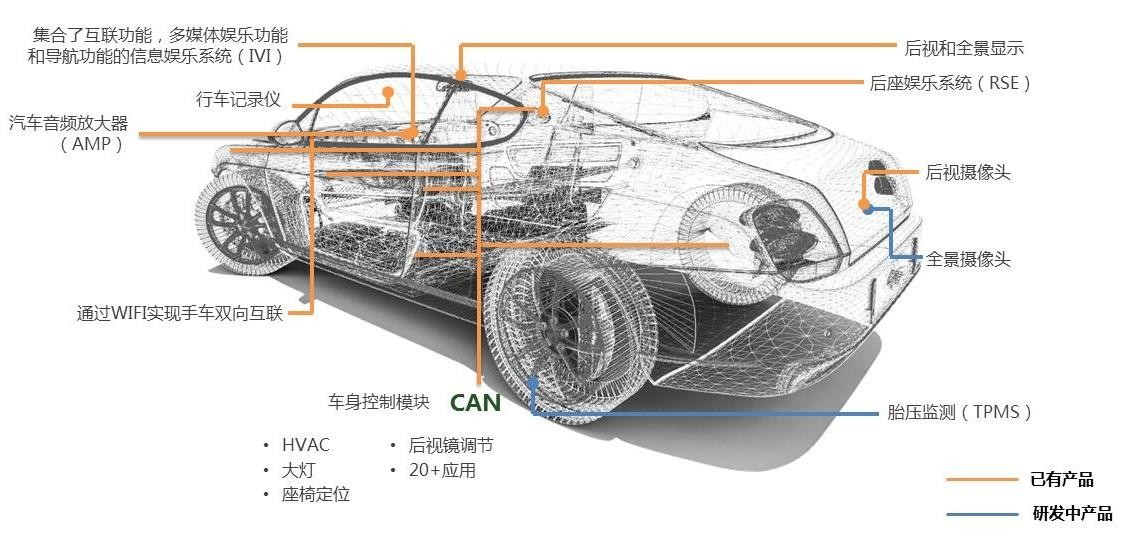 集合了互联功能，多媒体娱乐功能
和导航功能的信息娱乐系统（IVI）
行车记录仪
汽车音频放大器
（AMP）
通过WIFI实现手车双向互联
后视和全景显示
后座娱乐系统（RSE）
后视摄像头
全景摄像头
胎压监测（TPMS）
车身控制模块 CAN
• HVAC
• 大灯
• 座椅定位
• 后视镜调节
• 20+应用
已有产品
研发中产品